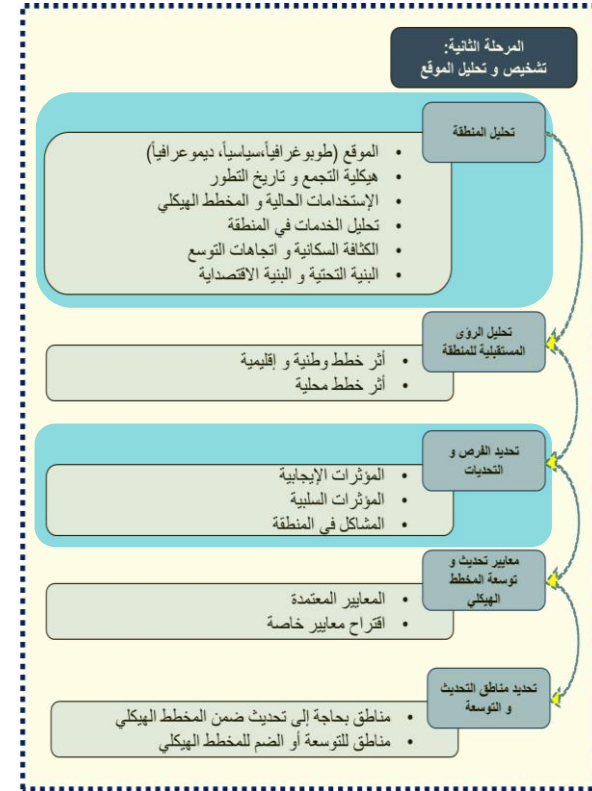 المرحلة الثانية:
تشخيص و تحليل الموقع
تحليل المنطقة
• الموقع (طوبوغرافياً،سياسياً، ديموعرافياً)
• هيكلية التجمع و تاريخ التطور
• الإستخدامات الحالية و المخطط الهيكلي
• تحليل الخدمات في المنطقة
• الكثافة السكانية و اتجاهات التوسع
• البنية التحتية و البنية الاقتصداية
تحليل الرؤى
المستقبلية للمنطقة
• أثر خطط وطنية و إقليمية
• أثر خطط محلية
تحديد الفرص و
التحديات
• المؤثرات الإيجابية
• المؤثرات السلبية
• المشاكل في المنطقة
معايير تحديث و
توسعة المخطط
الهيكلي
• المعايير المعتمدة
• اقتراح معايير خاصة
تحديد مناطق التحديث
و التوسعة
• مناطق بحاجة إلى تحديث ضمن المخطط الهيكلي
• مناطق للتوسعة أو الضم للمخطط الهيكلي